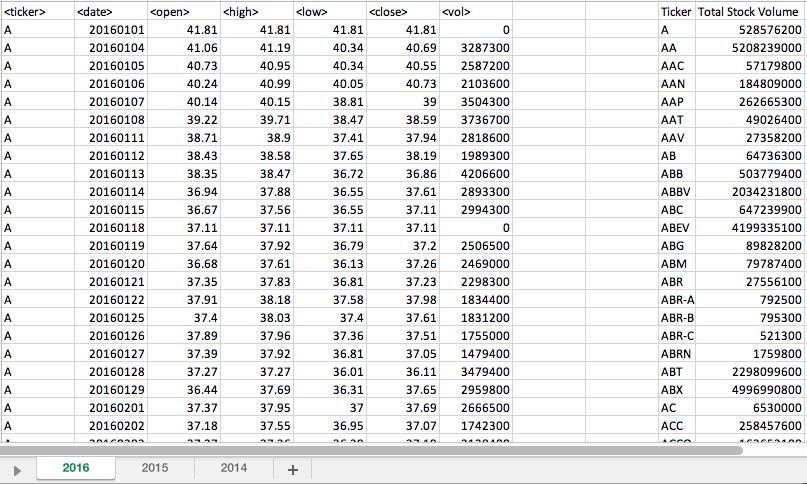 <ticker> <date> <open> <high> <low> <close> <vol> Ticker Total Stock Volume
A 20160101 41.81 41.81 41.81 41.81 0 A 528576200
A 20160104 41.06 41.19 40.34 40.69 3287300 AA 5208239000
A 20160105 40.73 40.95 40.34 40.55 2587200 AAC 57179800
A 20160106 40.24 40.99 40.05 40.73 2103600 AAN 184809000
A 20160107 40.14 40.15 38.81 39 3504300 AAP 262665300
A 20160108 39.22 39.71 38.47 38.59 3736700 AAT 49026400
A 20160111 38.71 38.9 37.41 37.94 2818600 AAV 27358200
A 20160112 38.43 38.58 37.65 38.19 1989300 AB 64736300
A 20160113 38.35 38.47 36.72 36.86 4206600 ABB 503779400
A 20160114 36.94 37.88 36.55 37.61 2893300 ABBV 2034231800
A 20160115 36.67 37.56 36.55 37.11 2994300 ABC 647239900
A 20160118 37.11 37.11 37.11 37.11 0 ABEV 4199335100
A 20160119 37.64 37.92 36.79 37.2 2506500 ABG 89828200
A 20160120 36.68 37.61 36.13 37.26 2469000 ABM 79787400
A 20160121 37.35 37.83 36.81 37.23 2298300 ABR 27556100
A 20160122 37.91 38.18 37.58 37.98 1834400 ABR-A 792500
A 20160125 37.4 38.03 37.4 37.61 1831200 ABR-B 795300
A 20160126 37.89 37.96 37.36 37.51 1755000 ABR-C 521300
A 20160127 37.39 37.92 36.81 37.05 1479400 ABRN 1759800
A 20160128 37.27 37.27 36.01 36.11 3479400 ABT 2298099600
A 20160129 36.44 37.69 36.31 37.65 2959800 ABX 4996990800
A 20160201 37.37 37.95 37 37.69 2666500 AC 6530000
A 20160202 37.18 37.55 36.95 37.07 1742300 ACC 258457600
2016 2015 2014 +